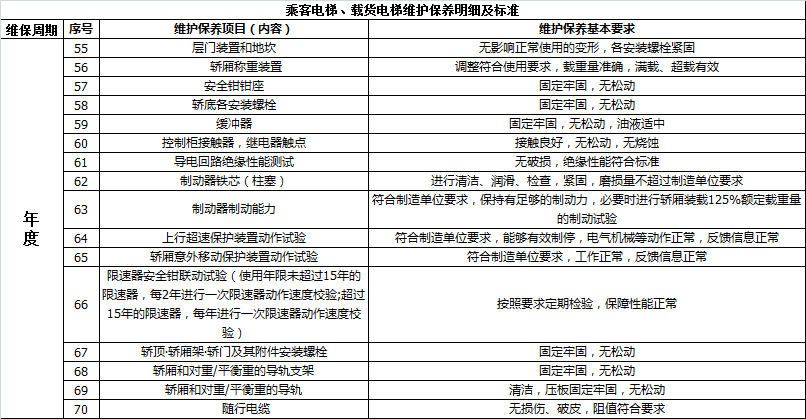 乘客电梯、载货电梯维护保养明细及标准
维保周期 序号 维护保养项目（内容） 维护保养基本要求
年度
55 层门装置和地坎 无影响正常使用的变形，各安装螺栓紧固
56 轿厢称重装置 调整符合使用要求，载重量准确，满载、超载有效
57 安全钳钳座 固定牢固，无松动
58 轿底各安装螺栓 固定牢固，无松动
59 缓冲器 固定牢固，无松动，油液适中
60 控制柜接触器，继电器触点 接触良好，无松动，无烧蚀
61 导电回路绝缘性能测试 无破损，绝缘性能符合标准
62 制动器铁芯（柱塞） 进行清洁、润滑、检查，紧固，磨损量不超过制造单位要求
63 制动器制动能力 符合制造单位要求，保持有足够的制动力，必要时进行轿厢装载125%额定载重量
的制动试验
64 上行超速保护装置动作试验 符合制造单位要求，能够有效制停，电气机械等动作正常，反馈信息正常
65 轿厢意外移动保护装置动作试验 符合制造单位要求，工作正常，反馈信息正常
66 限速器安全钳联动试验（使用年限未超过15年的
限速器，每2年进行一次限速器动作速度校验;超过
15年的限速器，每年进行一次限速器动作速度校
验） 按照要求定期检验，保障性能正常
67 轿顶·轿厢架·轿门及其附件安装螺栓 固定牢固，无松动
68 轿厢和对重/平衡重的导轨支架 固定牢固，无松动
69 轿厢和对重/平衡重的导轨 清洁，压板固定牢固，无松动
70 随行电缆 无损伤、破皮，阻值符合要求